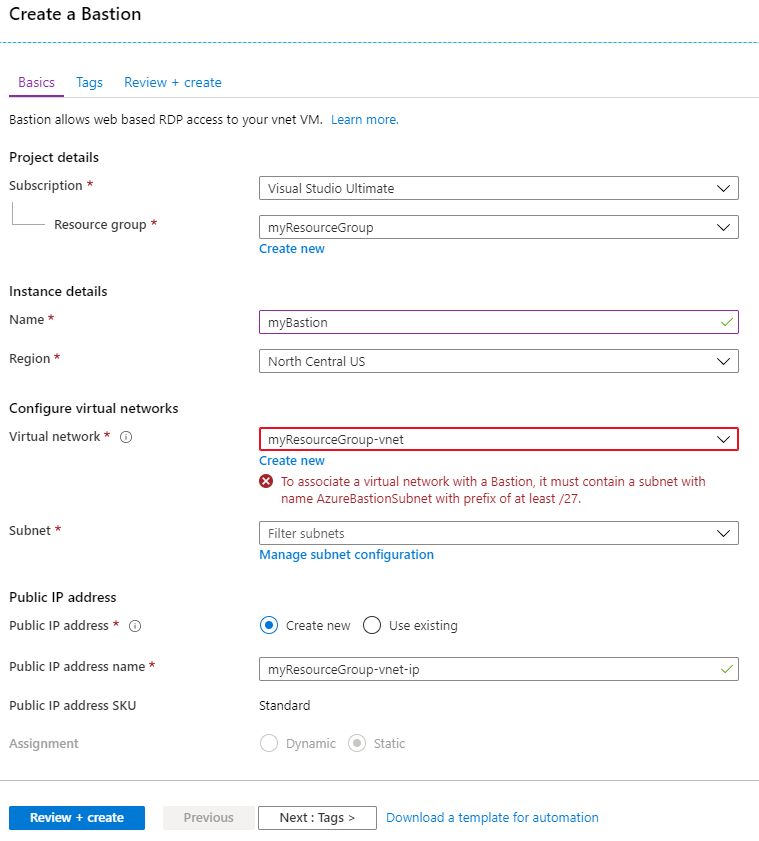 Create a Bastion
Basics Tags Review + create
Bastion allows web based RDP access to your vnet VM. Learn more.
Project details
Subscription * Visual Studio Ultimate
Resource group * myResourceGroup
Create new
Instance details
Name * myBastion
Region * North Central US
Configure virtual networks
Virtual network * myResourceGroup-vnet
Create new
To associate a virtual network with a Bastion, it must contain a subnet with
name AzureBastionSubnet with prefix of at least /27.
Subnet * Filter subnets
Manage subnet configuration
Public IP address
Public IP address * Create new Use existing
Public IP address name * myResourceGroup-vnet-ip
Public IP address SKU Standard
Assignment Dynamic Static
Review + create Previous Next : Tags > Download a template for automation